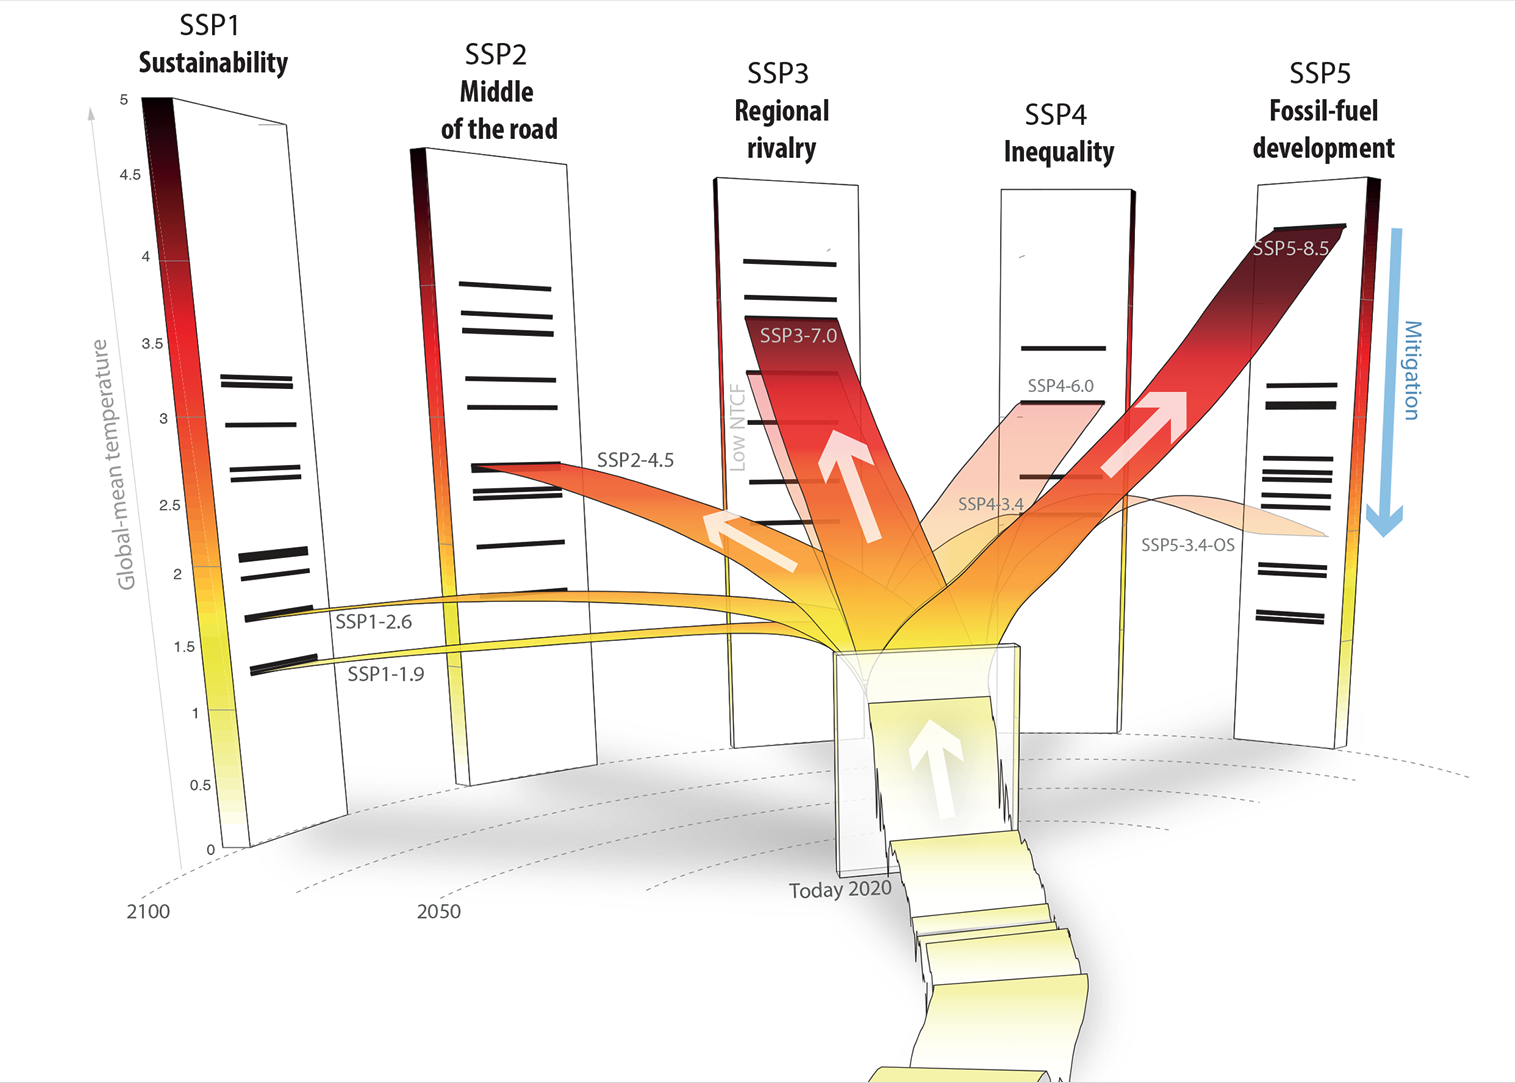 SSP1
Sustainability
SSP2
Middle
of the road
SSP3
Regional
rivalry
SSP4
Inequality
SSP5
Fossil-fuel
development
Global-mean temperature
5
4.5
4
3.5
3
2.5
2
1.5
1
0.5
0
SSP1-2.6
SSP1-1.9
SSP2-4.5
SSP3-7.0
Low NTCF
SSP4-6.0
SSP4-3.4
SSP5-8.5
SSP5-3.4-OS
Mitigation
Today 2020
2100
2050